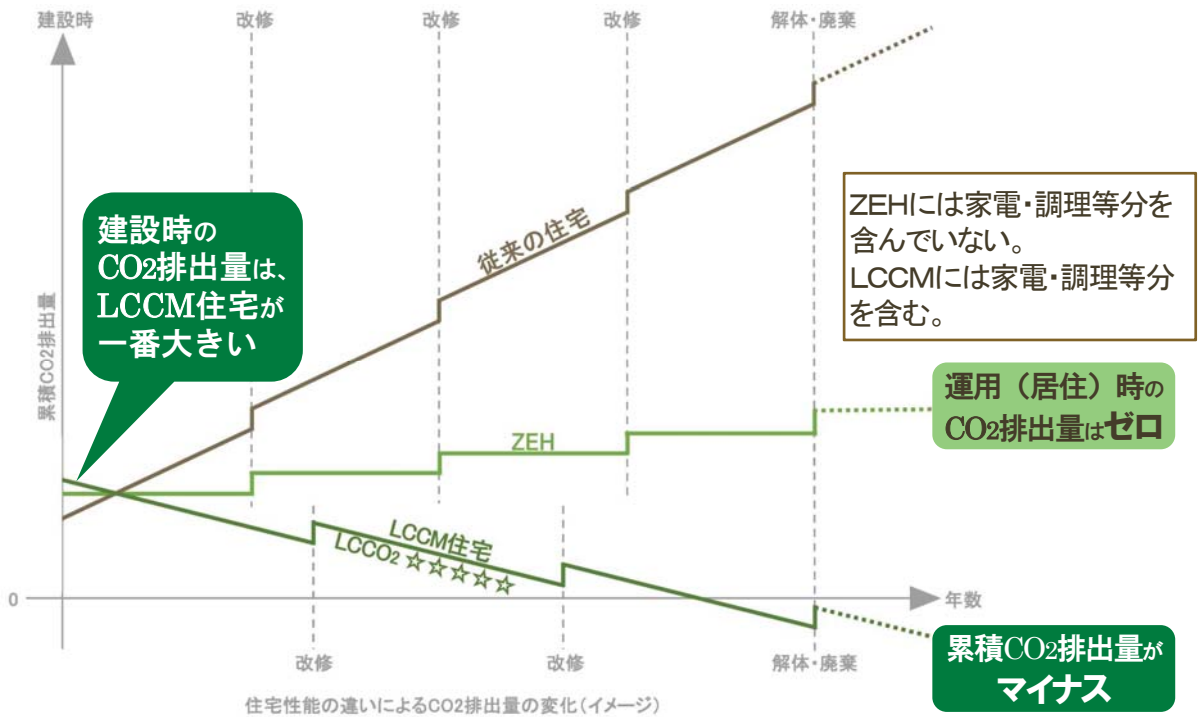 建設時
改修
改修
改修
解体・廃棄
累積CO2排出量
建設時の
CO2排出量は、
LCCM住宅が
一番大きい
従来の住宅
ZEHには家電・調理等分を
含んでいない。
LCCMには家電・調理等分
を含む。
ZEH
運用（居住）時の
CO2排出量はゼロ
LCCM住宅
LCCO2 ☆☆☆☆☆
0
年数
改修
改修
解体・廃棄
累積CO2排出量が
マイナス
住宅性能の違いによるCO2排出量の変化（イメージ）